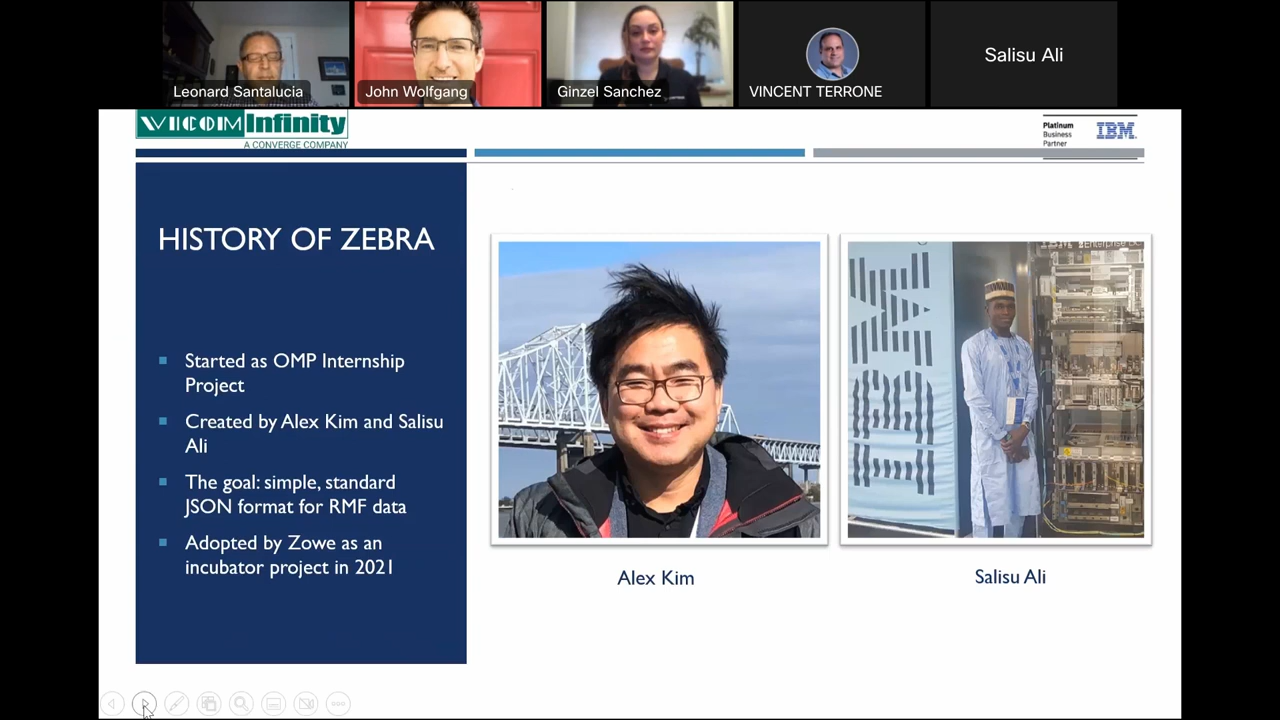 Leonard Santalucia
John Wolfgang
Ginzel Sanchez
VINCENT TERRONE
Salisu Ali
VICOM Infinity
A CONVERGE COMPANY
Platinum
Business
Partner
IBM
HISTORY OF ZEBRA
Started as OMP Internship
Project
Created by Alex Kim and Salisu
Ali
The goal: simple, standard
JSON format for RMF data
Adopted by Zowe as an
incubator project in 2021
IBM
Alex Kim
Salisu Ali